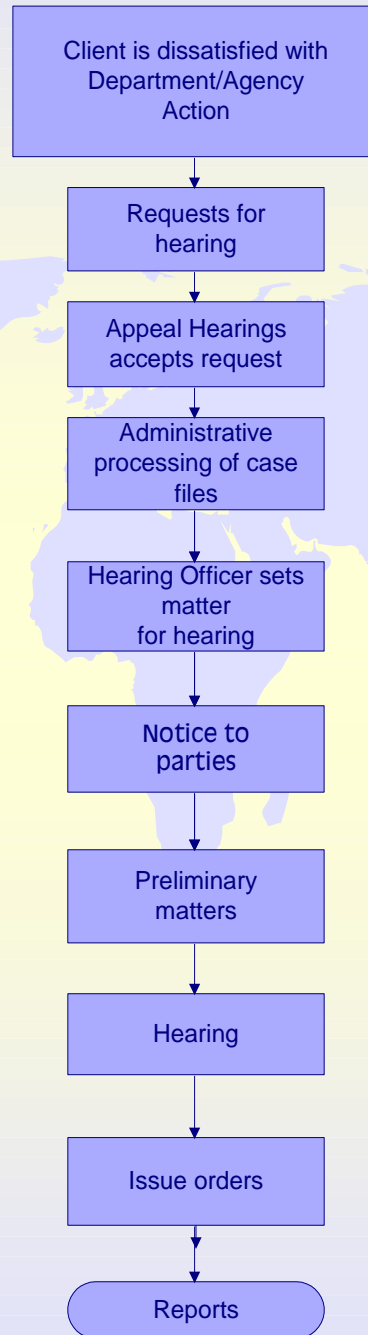 Client is dissatisfied with
Department/Agency
Action
Requests for
hearing
Appeal Hearings
accepts request
Administrative
processing of case
files
Hearing Officer sets
matter
for hearing
Notice to
parties
Preliminary
matters
Hearing
Issue orders
Reports